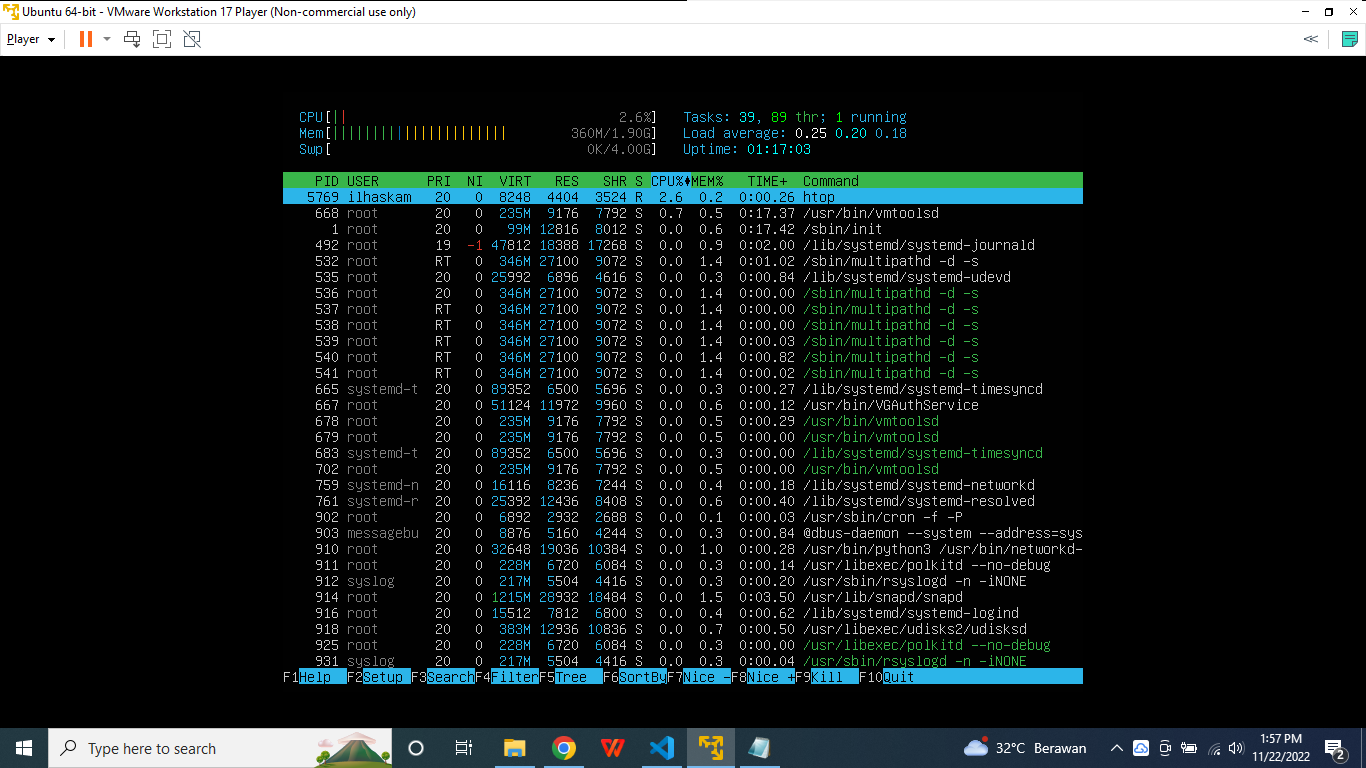 Ubuntu 64-bit - VMware Workstation 17 Player (Non-commercial use only)
Player
CPU[|| 2.6%] Tasks: 39, 89 thr; 1 running
Mem[|||||||||||||||||||||| 360M/1.90G] Load average: 0.25 0.20 0.18
Swp[ 0K/4.00G] Uptime: 01:17:03
PID USER PRI NI VIRT RES SHR S CPU% MEM% TIME+ Command
5769 ilhaskam 20 0 8248 4404 3524 R 2.6 0.2 0:00.26 htop
668 root 20 0 235M 9176 7792 S 0.7 0.5 0:17.37 /usr/bin/vmtoolsd
1 root 20 0 99M 12816 8012 S 0.0 0.6 0:17.42 /sbin/init
492 root 19 -1 47812 18388 17268 S 0.0 0.9 0:02.00 /lib/systemd/systemd-journald
532 root RT 0 346M 27100 9072 S 0.0 1.4 0:01.02 /sbin/multipathd -d -s
535 root 20 0 25992 6896 4616 S 0.0 0.3 0:00.84 /lib/systemd/systemd-udevd
536 root 20 0 346M 27100 9072 S 0.0 1.4 0:00.00 /sbin/multipathd -d -s
537 root RT 0 346M 27100 9072 S 0.0 1.4 0:00.00 /sbin/multipathd -d -s
538 root RT 0 346M 27100 9072 S 0.0 1.4 0:00.00 /sbin/multipathd -d -s
539 root RT 0 346M 27100 9072 S 0.0 1.4 0:00.03 /sbin/multipathd -d -s
540 root RT 0 346M 27100 9072 S 0.0 1.4 0:00.82 /sbin/multipathd -d -s
541 root RT 0 346M 27100 9072 S 0.0 1.4 0:00.02 /sbin/multipathd -d -s
665 systemd-t 20 0 89352 6500 5696 S 0.0 0.3 0:00.27 /lib/systemd/systemd-timesyncd
667 root 20 0 51124 11972 9960 S 0.0 0.6 0:00.12 /usr/bin/VGAuthService
678 root 20 0 235M 9176 7792 S 0.0 0.5 0:00.29 /usr/bin/vmtoolsd
679 root 20 0 235M 9176 7792 S 0.0 0.5 0:00.00 /usr/bin/vmtoolsd
683 systemd-t 20 0 89352 6500 5696 S 0.0 0.3 0:00.00 /lib/systemd/systemd-timesyncd
702 root 20 0 235M 9176 7792 S 0.0 0.5 0:00.00 /usr/bin/vmtoolsd
759 systemd-n 20 0 16116 8236 7244 S 0.0 0.4 0:00.18 /lib/systemd/systemd-networkd
761 systemd-r 20 0 25392 12436 8408 S 0.0 0.6 0:00.40 /lib/systemd/systemd-resolved
902 root 20 0 6892 2932 2688 S 0.0 0.1 0:00.03 /usr/sbin/cron -f -P
903 messagebu 20 0 8876 5160 4244 S 0.0 0.3 0:00.84 @dbus-daemon --system --address=sys
910 root 20 0 32648 19036 10384 S 0.0 1.0 0:00.28 /usr/bin/python3 /usr/bin/networkd-
911 root 20 0 228M 6720 6084 S 0.0 0.3 0:00.14 /usr/libexec/polkitd --no-debug
912 syslog 20 0 217M 5504 4416 S 0.0 0.3 0:00.20 /usr/sbin/rsyslogd -n -iNONE
914 root 20 0 1215M 28932 18484 S 0.0 1.5 0:03.50 /usr/lib/snapd/snapd
916 root 20 0 15512 7812 6800 S 0.0 0.4 0:00.62 /lib/systemd/systemd-logind
918 root 20 0 383M 12936 10836 S 0.0 0.7 0:00.50 /usr/libexec/udisks2/udisksd
925 root 20 0 228M 6720 6084 S 0.0 0.3 0:00.00 /usr/libexec/polkitd --no-debug
931 syslog 20 0 217M 5504 4416 S 0.0 0.3 0:00.04 /usr/sbin/rsyslogd -n -iNONE
F1Help F2Setup F3SearchF4FilterF5Tree F6SortByF7Nice -F8Nice +F9Kill F10Quit
Type here to search
32°C Berawan
1:57 PM
11/22/2022
2